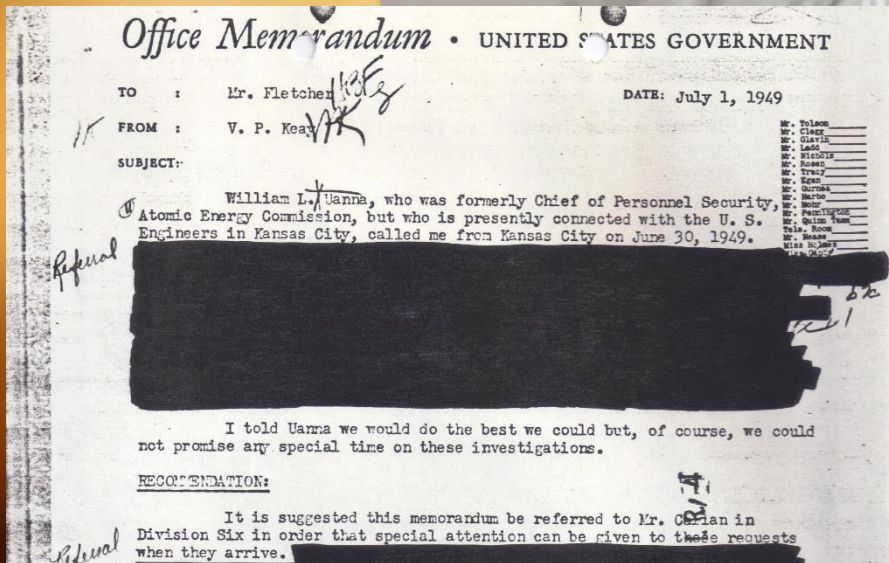 Office Memorandum • UNITED STATES GOVERNMENT
TO : Mr. Fletcher
DATE: July 1, 1949
FROM : V. P. Keay
SUBJECT:
Mr. Tolson
Mr. Clegg
Mr. Glavin
Mr. Ladd
Mr. Nichols
Mr. Rosen
Mr. Tracy
Mr. Egan
Mr. Gurnea
Mr. Harbo
Mr. Mohr
Mr. Pennington
Mr. Quinn Tamm
Tele. Room
Mr. Nease
Miss Holmes
Miss Gandy
William L. Uanna, who was formerly Chief of Personnel Security,
Atomic Energy Commission, but who is presently connected with the U. S.
Engineers in Kansas City, called me from Kansas City on June 30, 1949.
Referral
I told Uanna we would do the best we could but, of course, we could
not promise any special time on these investigations.
RECOMMENDATION:
It is suggested this memorandum be referred to Mr. in
Division Six in order that special attention can be given to these requests
when they arrive.
Referral